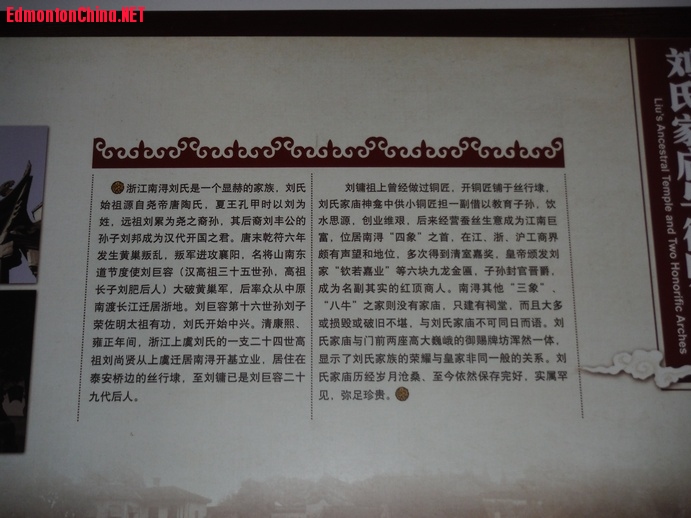 EdmontonChina.NET
浙江南浔刘氏是一个显赫的家族，刘氏
始祖源自尧帝唐陶氏，夏王孔甲时以刘为
姓，远祖刘累为尧之裔孙，其后裔刘丰公的
孙子刘邦成为汉代开国之君。唐末乾符六年
发生黄巢叛乱，叛军进攻襄阳，名将山南东
道节度使刘巨容（汉高祖三十五世孙，高祖
长子刘肥后人）大破黄巢军，后率众从中原
南渡长江迁居浙地。刘巨容第十六世孙刘子
荣佐明太祖有功，刘氏开始中兴。清康熙、
雍正年间，浙江上虞刘氏的一支二十四世高
祖刘尚贤从上虞迁居南浔开基立业，居住在
泰安桥边的丝行埭，至刘镛已是刘巨容二十
九代后人。
刘镛祖上曾经做过铜匠，开铜匠铺于丝行埭，
刘氏家庙神龛中供小铜匠担一副借以教育子孙，饮
水思源，创业维艰，后来经营蚕丝生意成为江南巨
富，位居南浔“四象”之首，在江、浙、沪工商界
颇有声望和地位，多次得到清室嘉奖，皇帝颁发刘
家“钦若嘉业”等六块九龙金匾，子孙封官晋爵，
成为名副其实的红顶商人。南浔其他“三象”、
“八牛”之家则没有家庙，只建有祠堂，而且大多
或损毁或破旧不堪，与刘氏家庙不可同日而语。刘
氏家庙与门前两座高大巍峨的御赐牌坊浑然一体，
显示了刘氏家族的荣耀与皇家非同一般的关系。刘
氏家庙历经岁月沧桑、至今依然保存完好，实属罕
见，弥足珍贵。
刘氏家庙与
Liu's Ancestral Temple and Two Honorific Arches